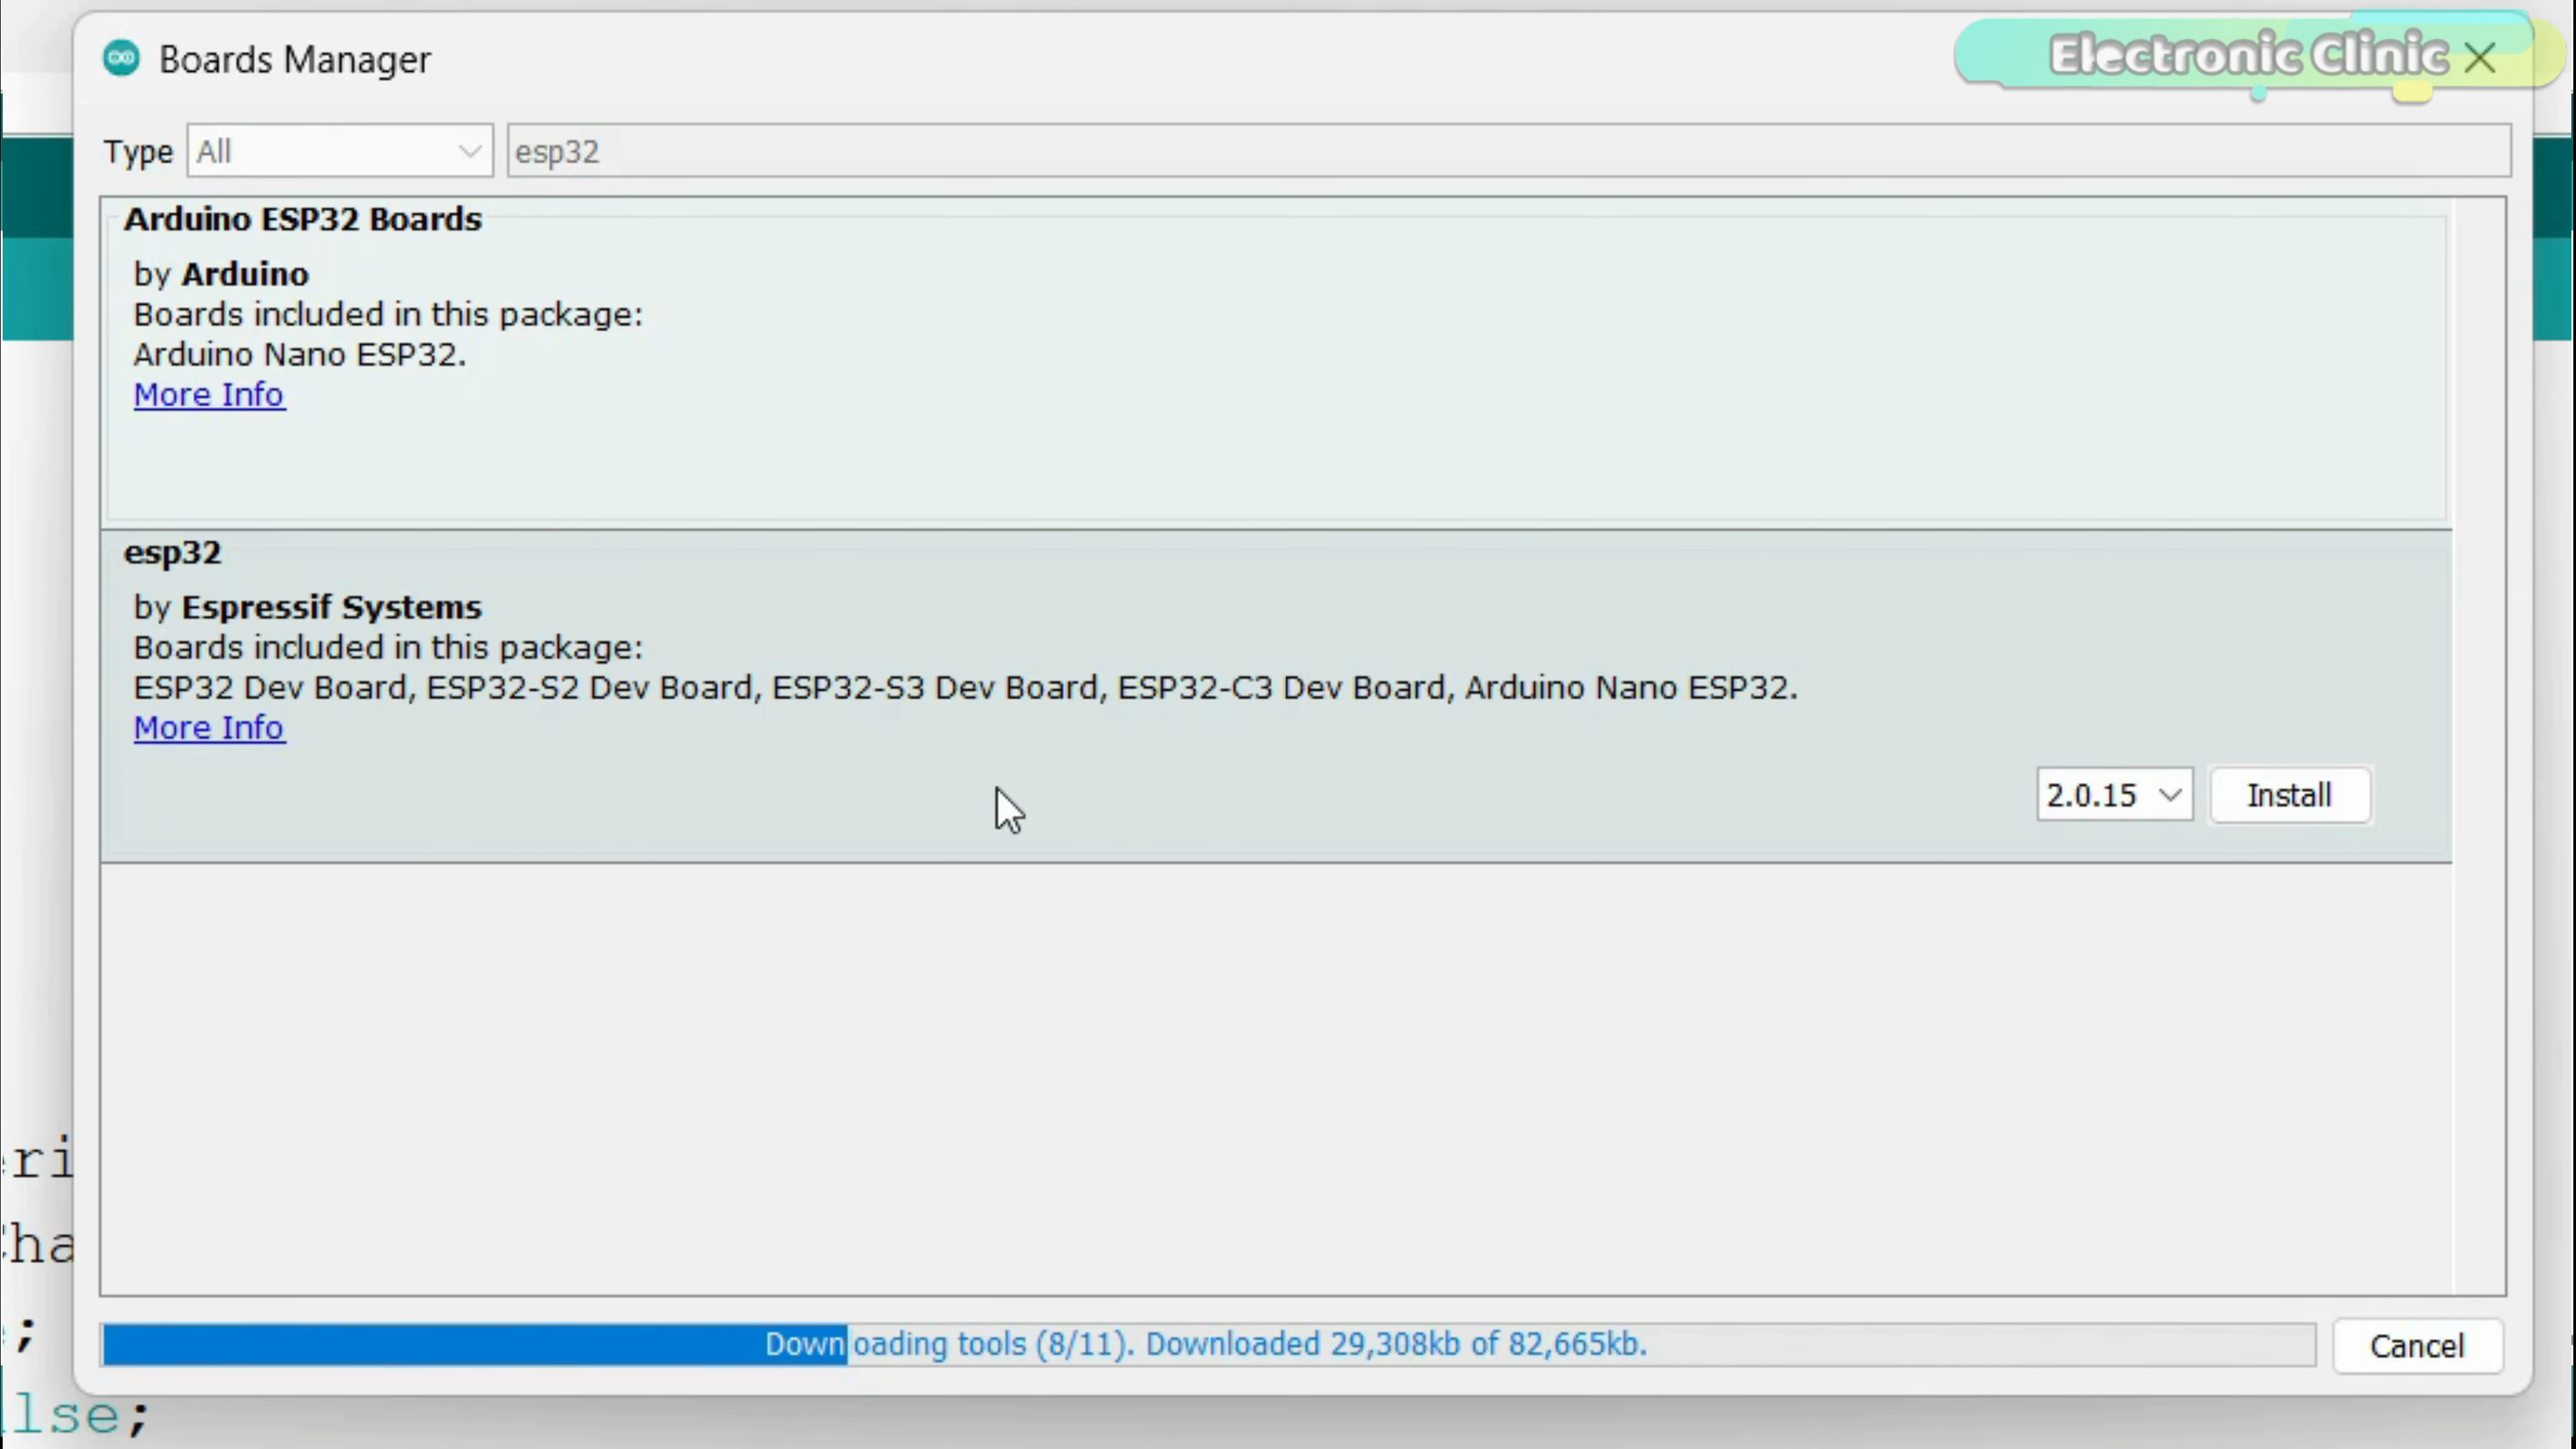 Boards Manager
Electronic Clinic
Type All esp32
Arduino ESP32 Boards
by Arduino
Boards included in this package:
Arduino Nano ESP32.
More Info
esp32
by Espressif Systems
Boards included in this package:
ESP32 Dev Board, ESP32-S2 Dev Board, ESP32-S3 Dev Board, ESP32-C3 Dev Board, Arduino Nano ESP32.
More Info
2.0.15 Install
eri
Cha
;
Downloading tools (8/11). Downloaded 29,308kb of 82,665kb.
Cancel
lse;